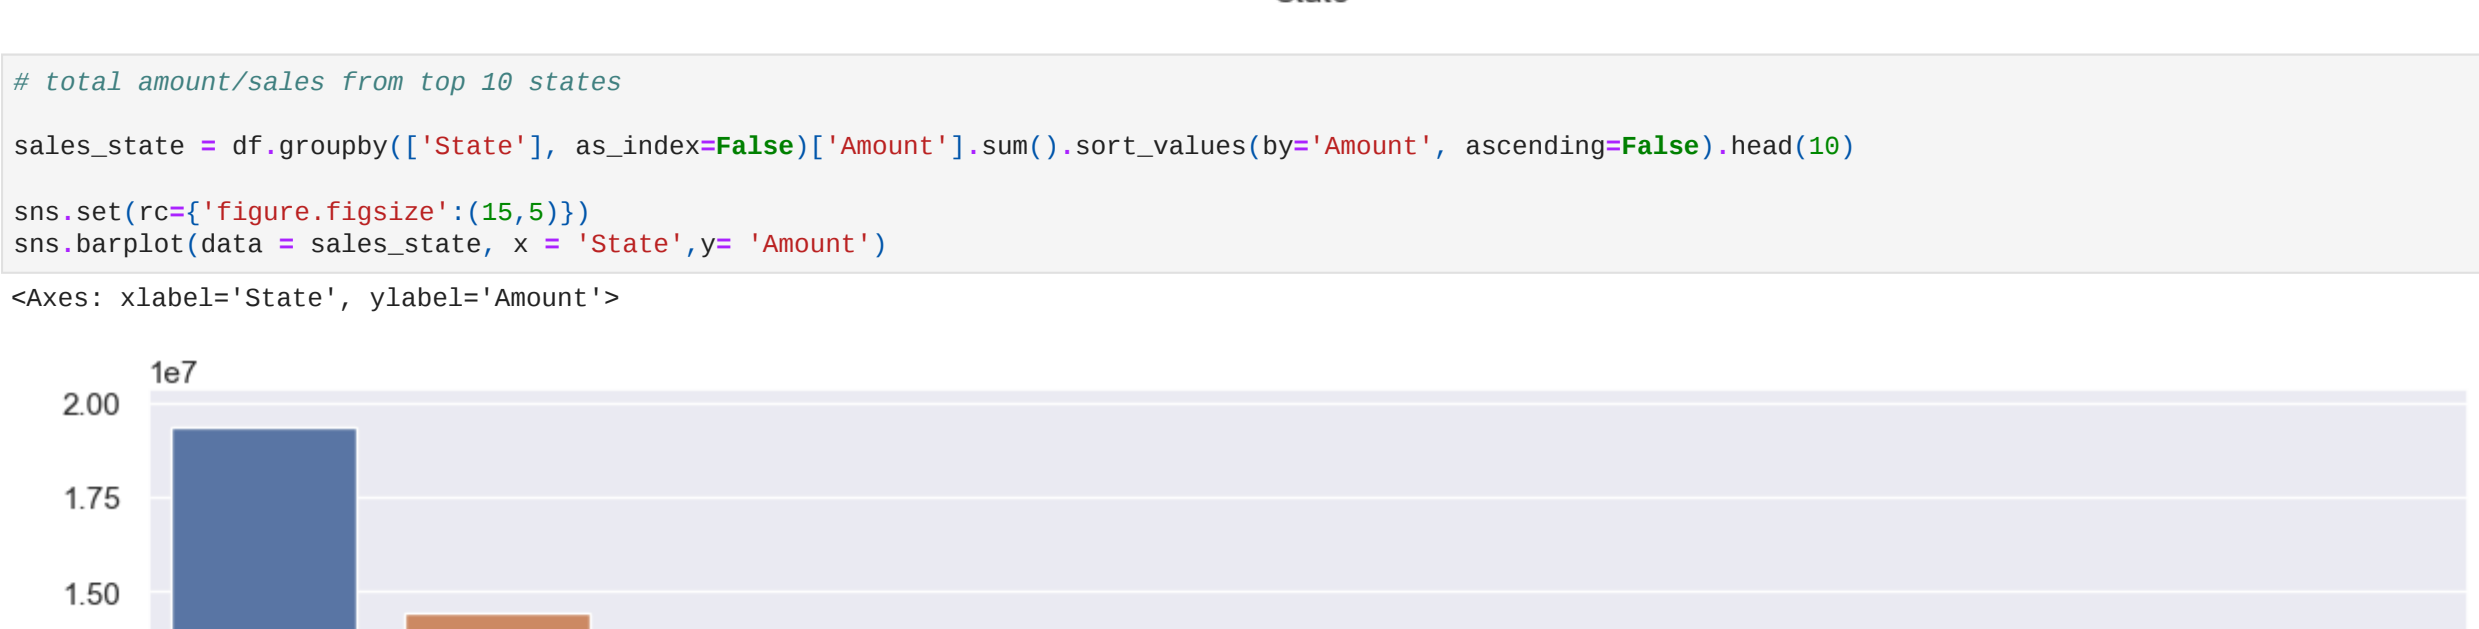 # total amount/sales from top 10 states
sales_state = df.groupby(['State'], as_index=False)['Amount'].sum().sort_values(by='Amount', ascending=False).head(10)
sns.set(rc={'figure.figsize':(15,5)})
sns.barplot(data = sales_state, x = 'State',y= 'Amount')
<Axes: xlabel='State', ylabel='Amount'>
1e7
2.00
1.75
1.50